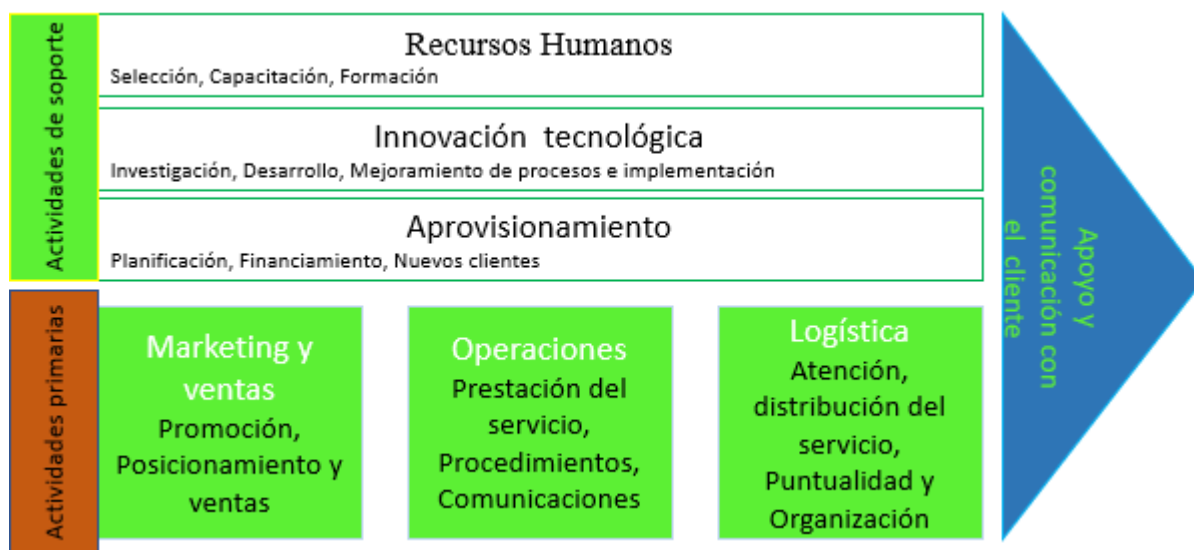 Actividades de soporte
Recursos Humanos
Selección, Capacitación, Formación
Innovación tecnológica
Investigación, Desarrollo, Mejoramiento de procesos e implementación
Aprovisionamiento
Planificación, Financiamiento, Nuevos clientes
Actividades primarias
Marketing y
ventas
Promoción,
Posicionamiento y
ventas
Operaciones
Prestación del
servicio,
Procedimientos,
Comunicaciones
Logística
Atención,
distribución del
servicio,
Puntualidad y
Organización
Apoyo y
comunicación con
el cliente